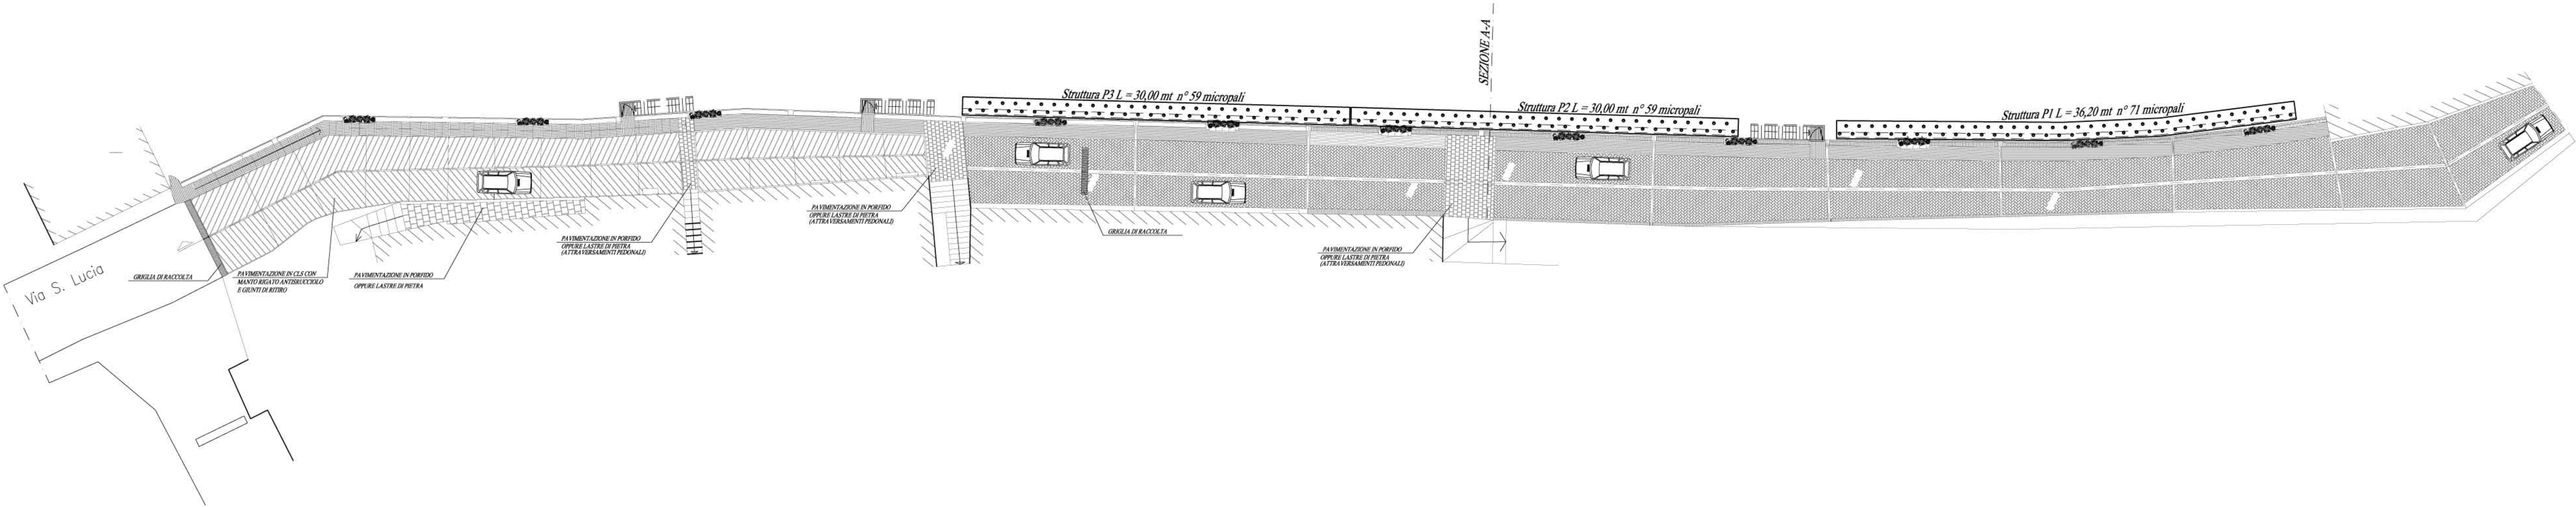 SEZIONE A-A
Struttura P3 L = 30,00 mt n° 59 micropali
Struttura P2 L = 30,00 mt n° 59 micropali
Struttura P1 L = 36,20 mt n° 71 micropali
PAVIMENTAZIONE IN PORFIDO
OPPURE LASTRE DI PIETRA
(ATTRAVERSAMENTI PEDONALI)
GRIGLIA DI RACCOLTA
PAVIMENTAZIONE IN PORFIDO
OPPURE LASTRE DI PIETRA
(ATTRAVERSAMENTI PEDONALI)
PAVIMENTAZIONE IN PORFIDO
OPPURE LASTRE DI PIETRA
(ATTRAVERSAMENTI PEDONALI)
Via S. Lucia
GRIGLIA DI RACCOLTA
PAVIMENTAZIONE IN CLS CON
MANTO RIGATO ANTISRUCCIOLO
E GIUNTI DI RITIRO
PAVIMENTAZIONE IN PORFIDO
OPPURE LASTRE DI PIETRA